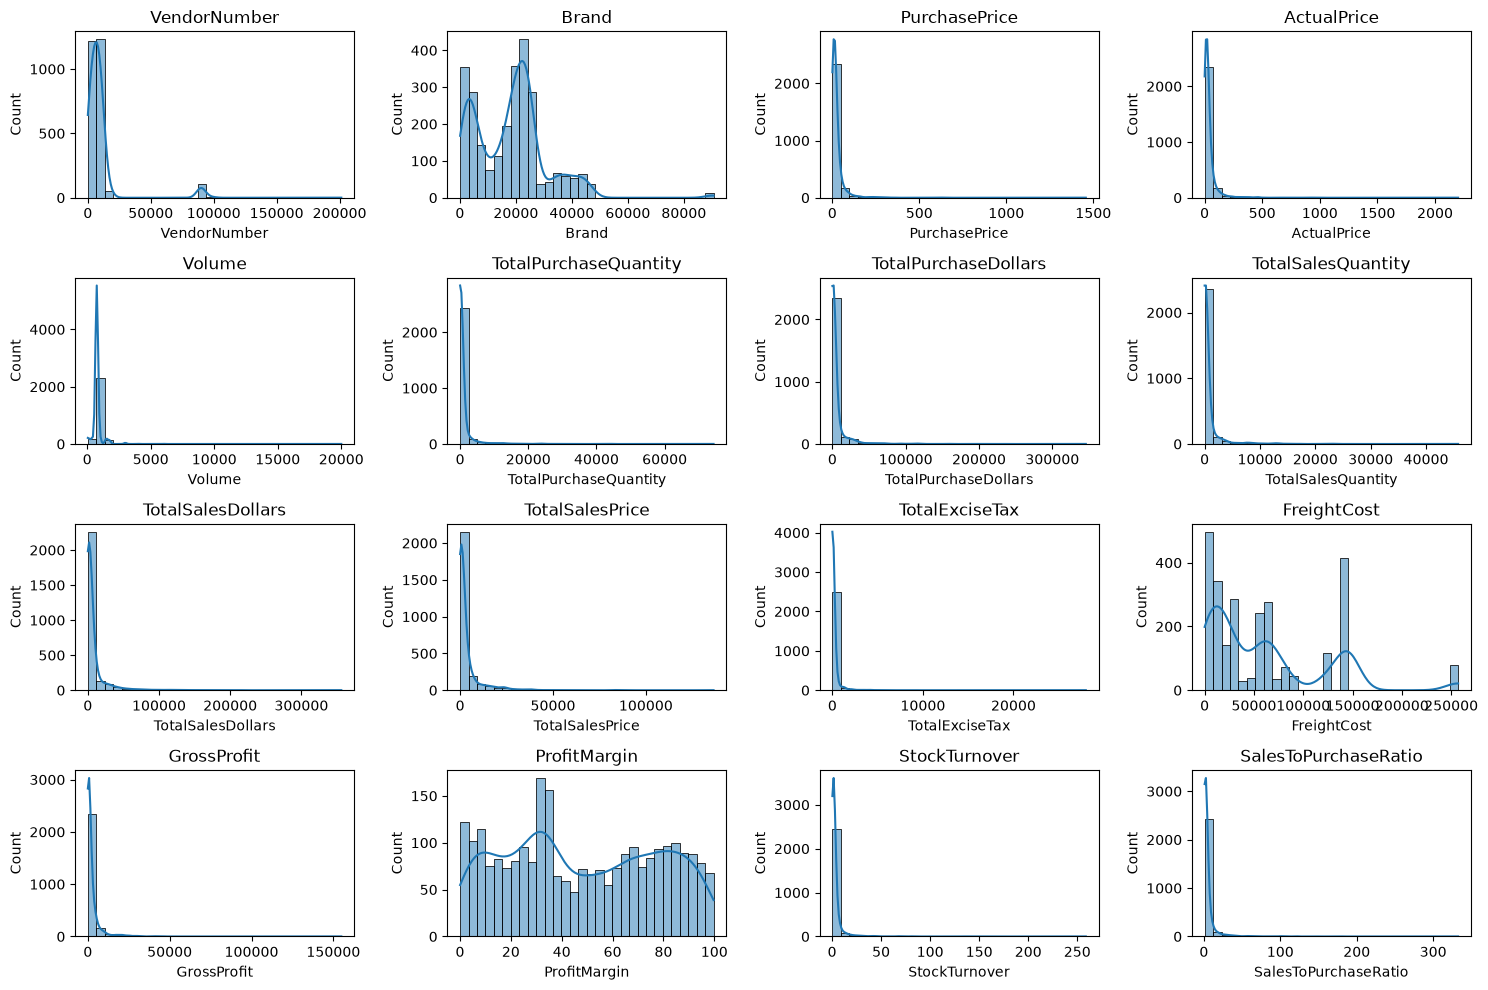 VendorNumber Brand PurchasePrice ActualPrice
Count 1000 500 0
0 50000 100000 150000 200000
VendorNumber
Count 400 300 200 100 0
0 20000 40000 60000 80000
Brand
Count 2000 1000 0
0 500 1000 1500
PurchasePrice
Count 2000 1000 0
0 500 1000 1500 2000
ActualPrice
Volume TotalPurchaseQuantity TotalPurchaseDollars TotalSalesQuantity
Count 4000 2000 0
0 5000 10000 15000 20000
Volume
Count 2000 1000 0
0 20000 40000 60000
TotalPurchaseQuantity
Count 2000 1000 0
0 100000 200000 300000
TotalPurchaseDollars
Count 2000 1000 0
0 10000 20000 30000 40000
TotalSalesQuantity
TotalSalesDollars TotalSalesPrice TotalExciseTax FreightCost
Count 2000 1500 1000 500 0
0 100000 200000 300000
TotalSalesDollars
Count 2000 1500 1000 500 0
0 50000 100000
TotalSalesPrice
Count 4000 3000 2000 1000 0
0 10000 20000
TotalExciseTax
Count 400 200 0
0 50000 100000 150000 200000 250000
FreightCost
GrossProfit ProfitMargin StockTurnover SalesToPurchaseRatio
Count 3000 2000 1000 0
0 50000 100000 150000
GrossProfit
Count 150 100 50 0
0 20 40 60 80 100
ProfitMargin
Count 3000 2000 1000 0
0 50 100 150 200 250
StockTurnover
Count 3000 2000 1000 0
0 100 200 300
SalesToPurchaseRatio